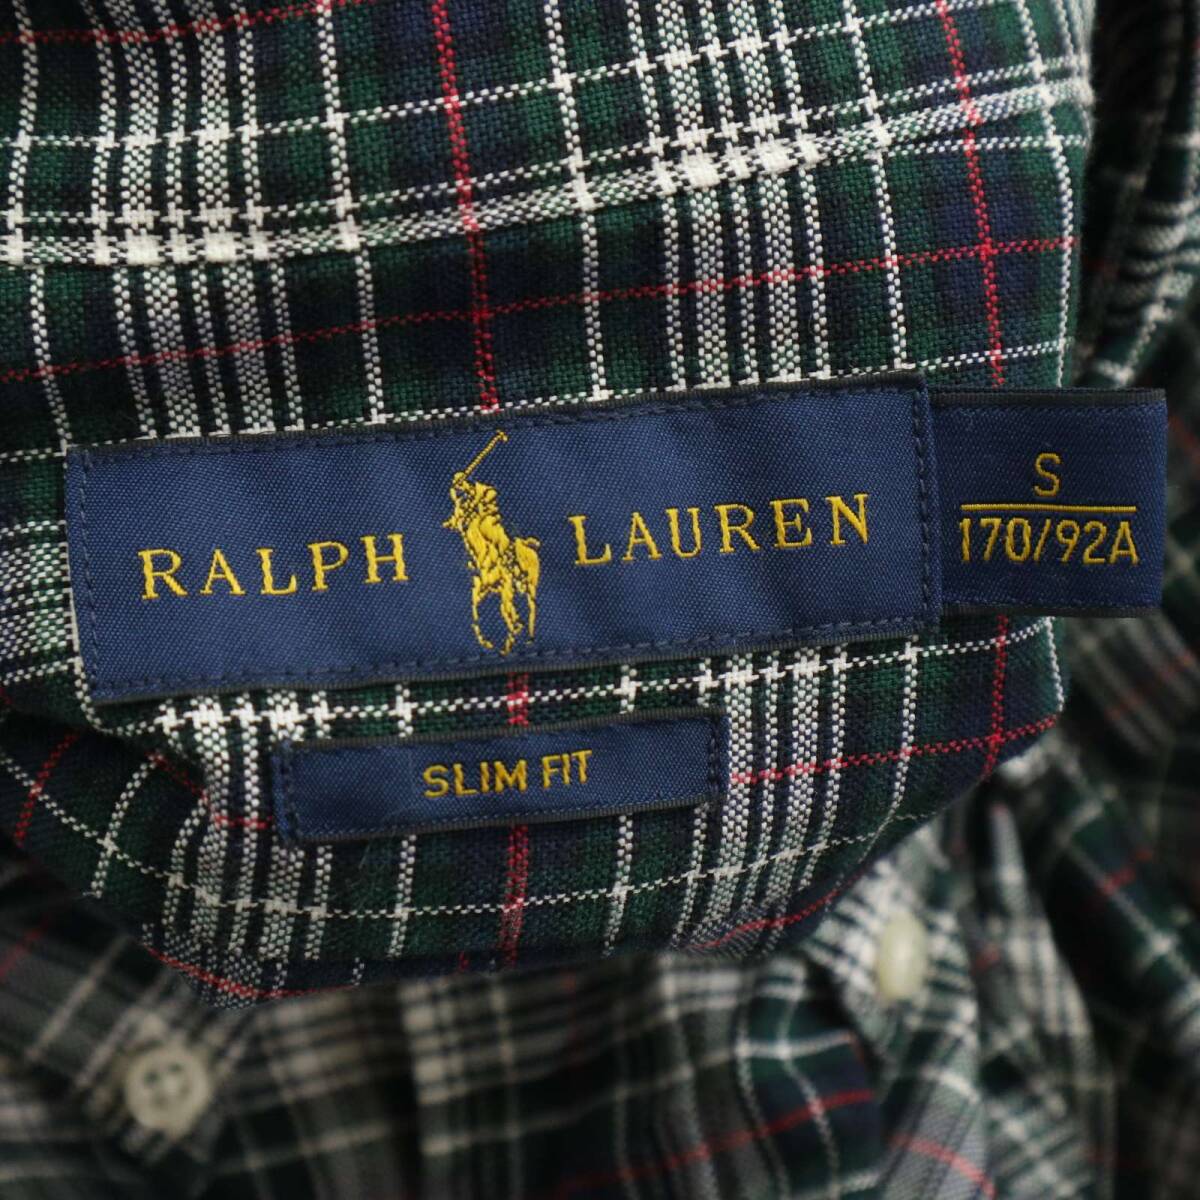 RALPH LAUREN
S
170/92A
SLIM FIT